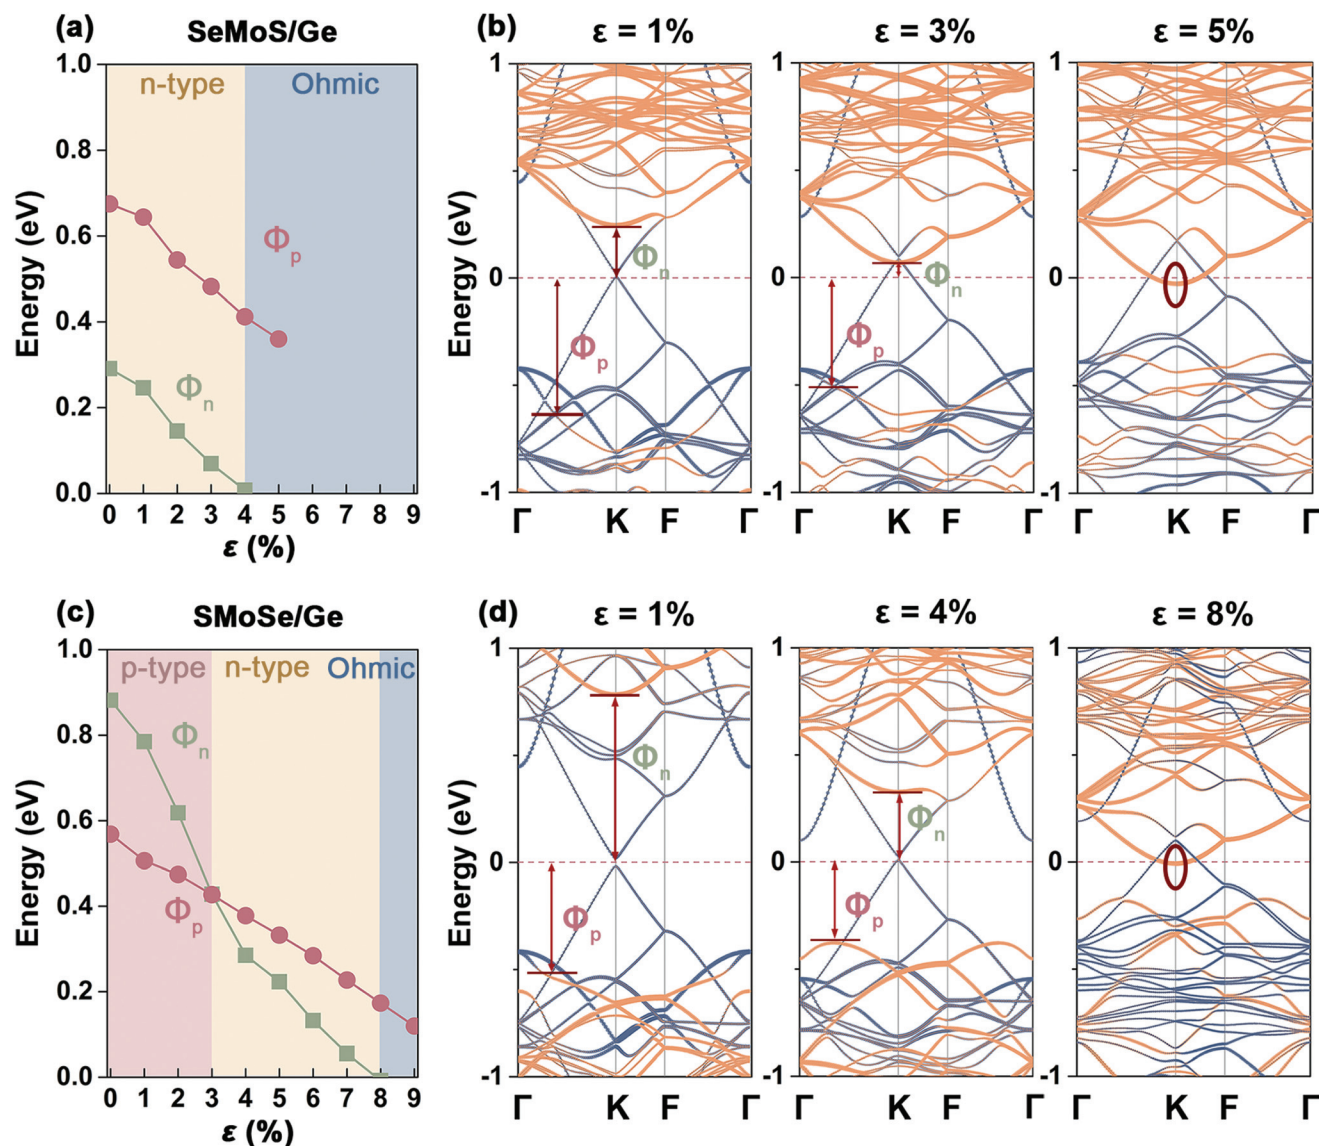 (a) SeMoS/Ge
n-type Ohmic
Φp
Φn
Energy (eV)
1.0
0.8
0.6
0.4
0.2
0.0
0 1 2 3 4 5 6 7 8 9
ε (%)
(b) ε = 1% ε = 3% ε = 5%
Energy (eV)
1 1 1
0 0 0
-1 -1 -1
Φn Φn
Φp Φp
Γ K F Γ Γ K F Γ Γ K F Γ
(c) SMoSe/Ge
p-type n-type Ohmic
Φn
Φp
Energy (eV)
1.0
0.8
0.6
0.4
0.2
0.0
0 1 2 3 4 5 6 7 8 9
ε (%)
(d) ε = 1% ε = 4% ε = 8%
Energy (eV)
1 1 1
0 0 0
-1 -1 -1
Φn Φn
Φp Φp
Γ K F Γ Γ K F Γ Γ K F Γ